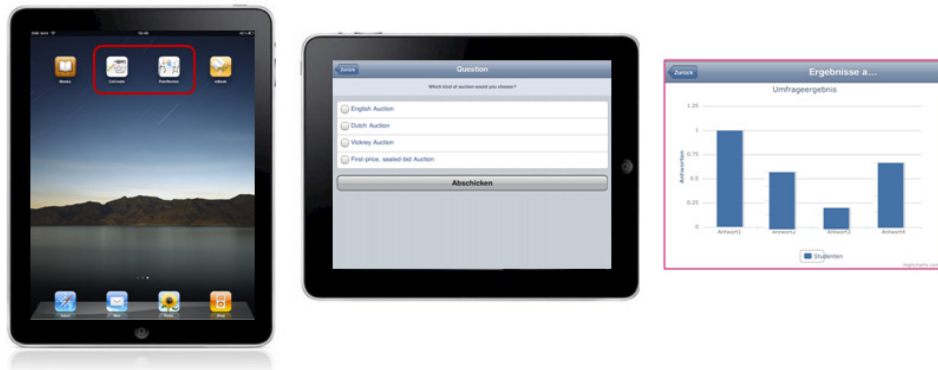 iBooks
Zurück
Question
Which kind of auction would you choose?
English Auction
Dutch Auction
Vickrey Auction
First-price, sealed-bid Auction
Abschicken
Zurück
Ergebnisse a...
Umfrageergebnis
Antworten
1.25
1
0.75
0.5
0.25
0
Antwort1
Antwort2
Antwort3
Antwort4
Studenten